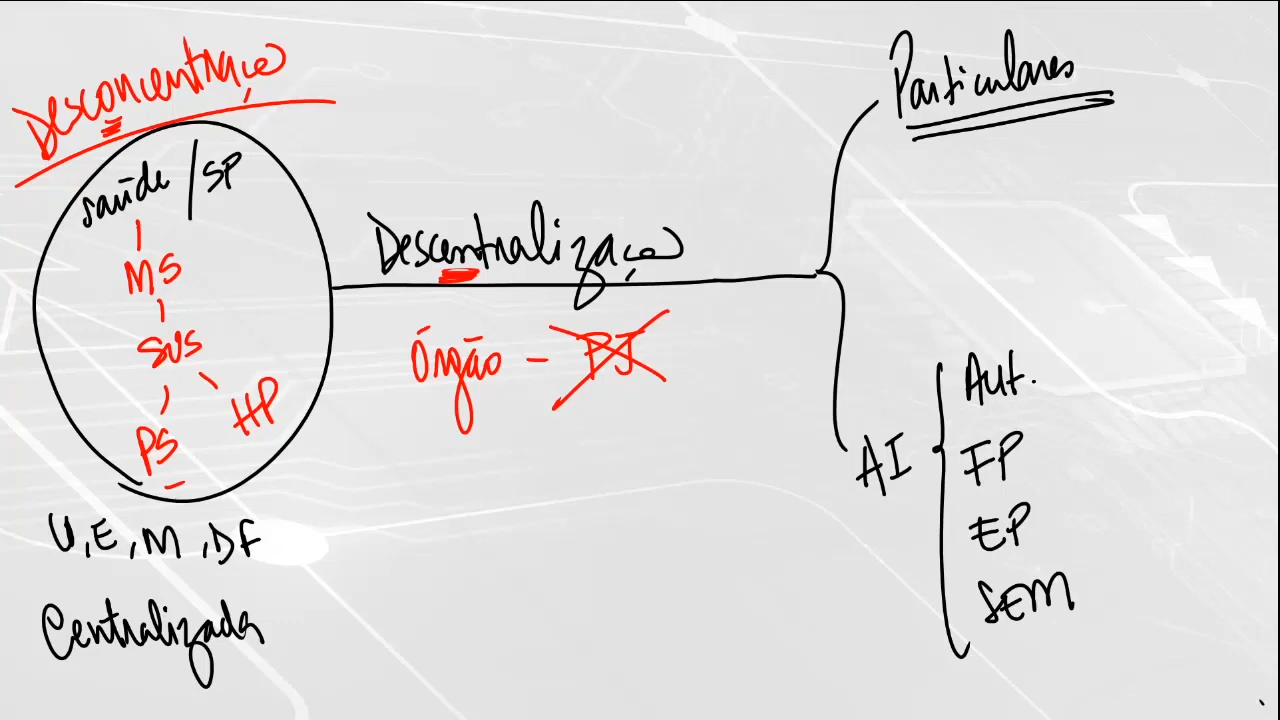 Desconcentração
saúde / SP
MS
SUS
PS
HP
U, E, M, DF
Centralizada
Descentralização
Órgão - PJ
Particulares
AI
Aut.
FP
EP
SEM